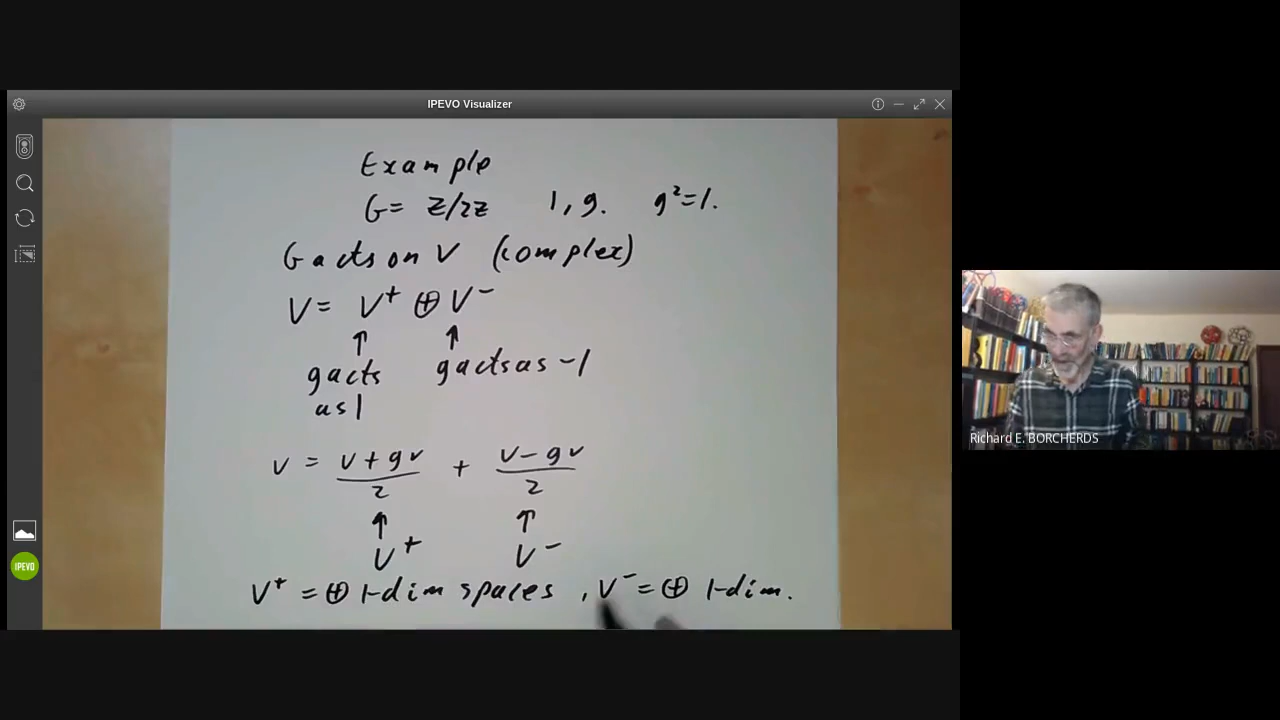 IPEVO Visualizer
Example
G = Z/2Z 1, g. g²=1.
G acts on V (complex)
V = V⁺ ⊕ V⁻
↑ ↑
g acts g acts as -1
as 1
v = (v + gv)/2 + (v - gv)/2
↑ ↑
V⁺ V⁻
V⁺ = ⊕ 1-dim spaces , V⁻ = ⊕ 1-dim.
IPEVO
Richard E. BORCHERDS